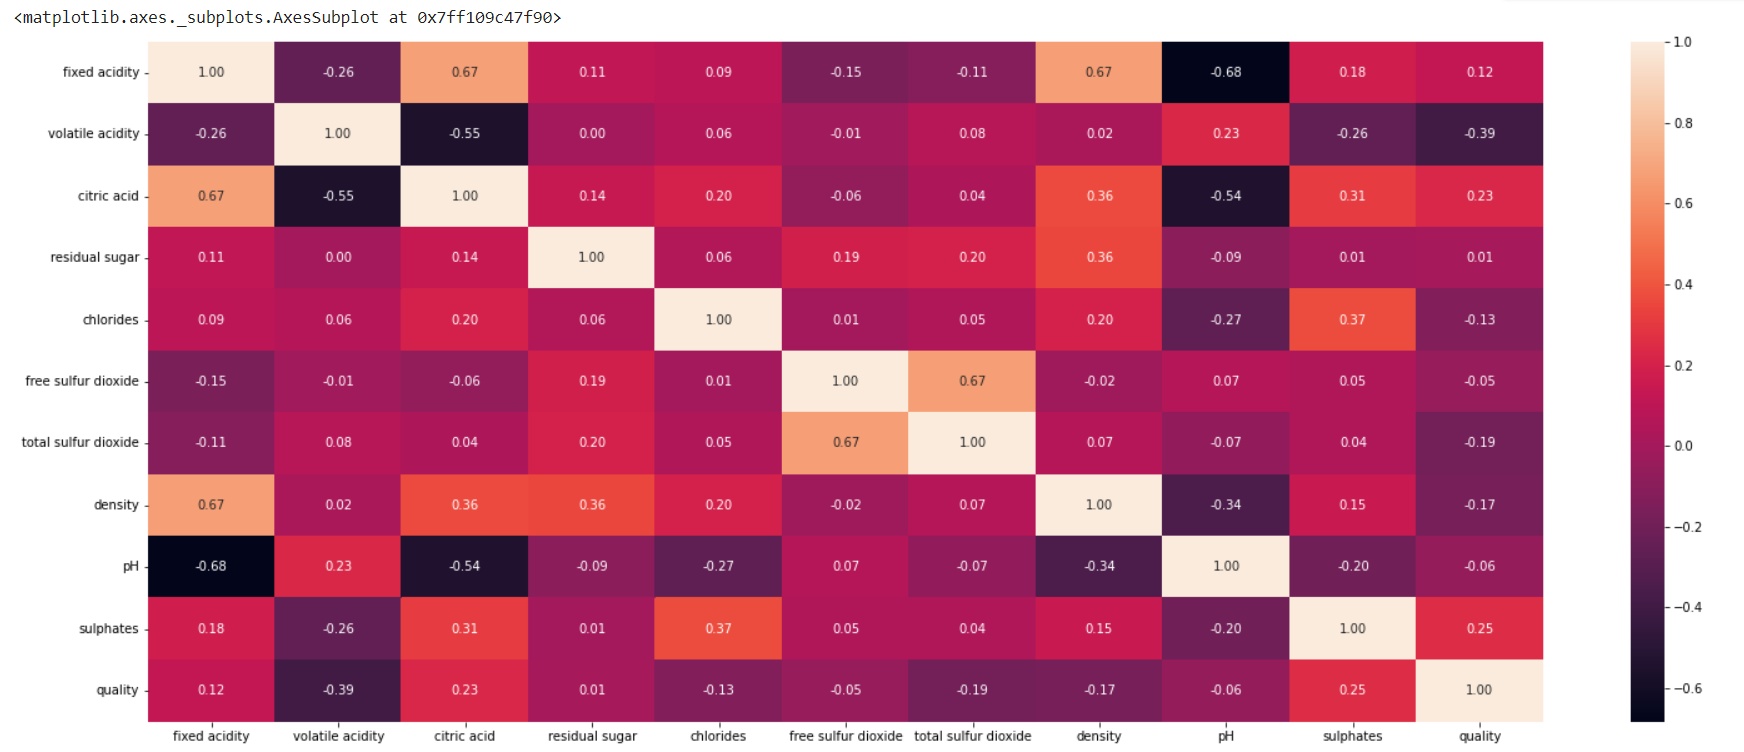 <matplotlib.axes._subplots.AxesSubplot at 0x7ff109c47f90>
fixed acidity 1.00 -0.26 0.67 0.11 0.09 -0.15 -0.11 0.67 -0.68 0.18 0.12
volatile acidity -0.26 1.00 -0.55 0.00 0.06 -0.01 0.08 0.02 0.23 -0.26 -0.39
citric acid 0.67 -0.55 1.00 0.14 0.20 -0.06 0.04 0.36 -0.54 0.31 0.23
residual sugar 0.11 0.00 0.14 1.00 0.06 0.19 0.20 0.36 -0.09 0.01 0.01
chlorides 0.09 0.06 0.20 0.06 1.00 0.01 0.05 0.20 -0.27 0.37 -0.13
free sulfur dioxide -0.15 -0.01 -0.06 0.19 0.01 1.00 0.67 -0.02 0.07 0.05 -0.05
total sulfur dioxide -0.11 0.08 0.04 0.20 0.05 0.67 1.00 0.07 -0.07 0.04 -0.19
density 0.67 0.02 0.36 0.36 0.20 -0.02 0.07 1.00 -0.34 0.15 -0.17
pH -0.68 0.23 -0.54 -0.09 -0.27 0.07 -0.07 -0.34 1.00 -0.20 -0.06
sulphates 0.18 -0.26 0.31 0.01 0.37 0.05 0.04 0.15 -0.20 1.00 0.25
quality 0.12 -0.39 0.23 0.01 -0.13 -0.05 -0.19 -0.17 -0.06 0.25 1.00
fixed acidity volatile acidity citric acid residual sugar chlorides free sulfur dioxide total sulfur dioxide density pH sulphates quality
1.0
0.8
0.6
0.4
0.2
0.0
−0.2
−0.4
−0.6